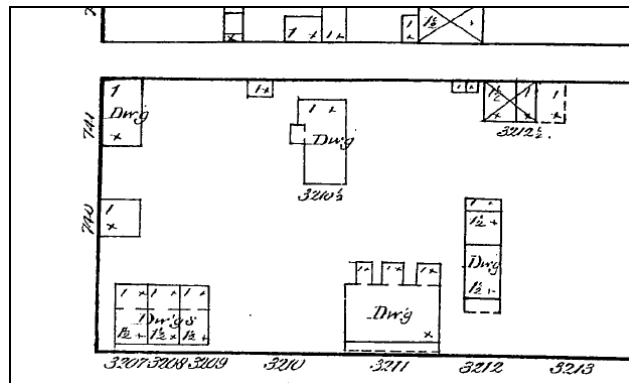 1½
1 1 x 1 x
x
1
Dwg
x
1 x
1 x
Dwg
3210½
1½ 1 1
x x x
3212½.
741
740
1
x
1 x
1½ x
Dwg
1½ x
1 x 1 x 1 x
Dwg
x
1 x 1 x 1 x
Dwgs
1½ x 1½ x 1½ x
3207 3208 3209 3210 3211 3212 3213